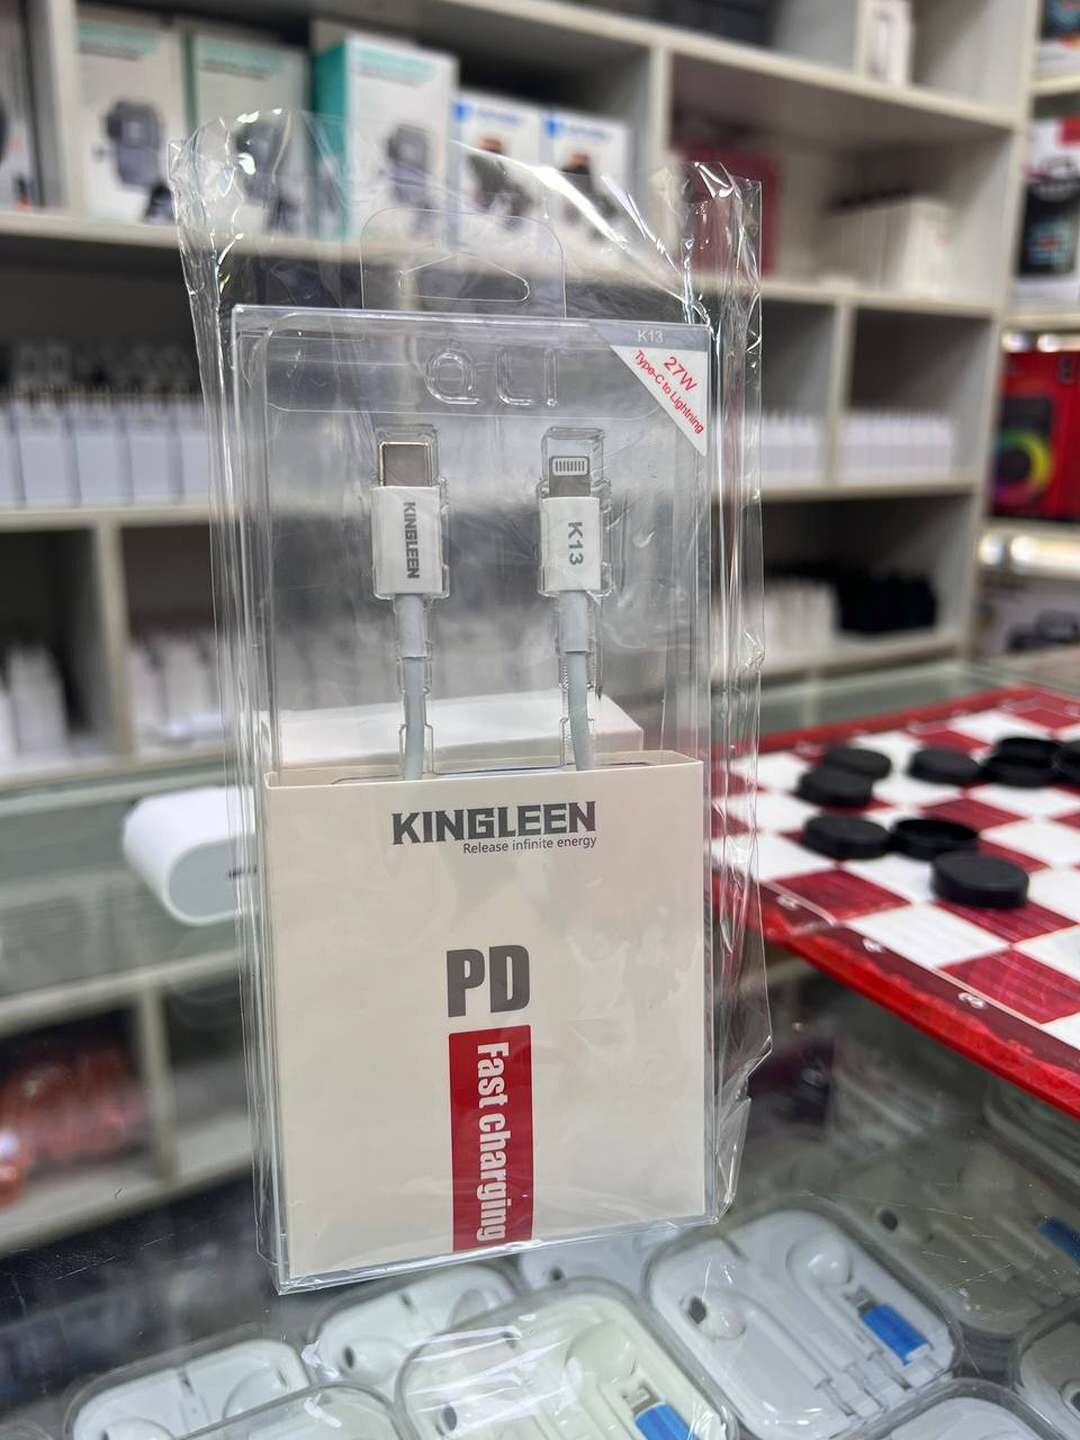 K13
27W
Type-C to Lightning
KINGLEEN
K13
KINGLEEN
Release infinite energy
PD
Fast charging